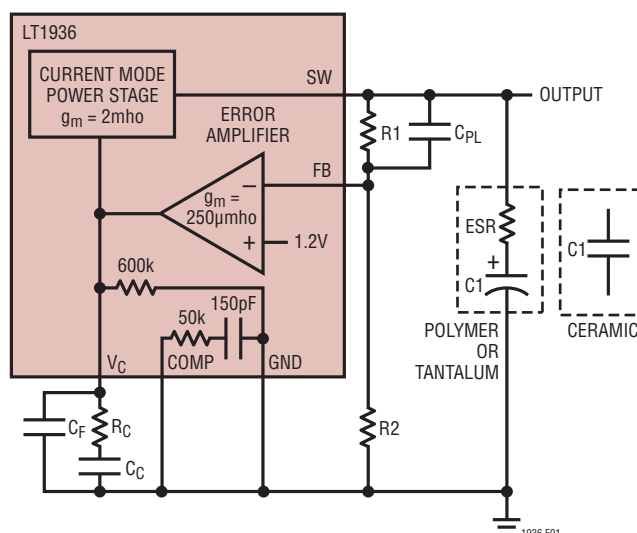 LT1936
CURRENT MODE
POWER STAGE
gm = 2mho
SW
OUTPUT
ERROR
AMPLIFIER
R1
CPL
FB
–
gm =
250µmho
+
1.2V
ESR
+
C1
C1
600k
50k
150pF
VC
COMP
GND
POLYMER
OR
TANTALUM
CERAMIC
CF
RC
CC
R2
1936 F01